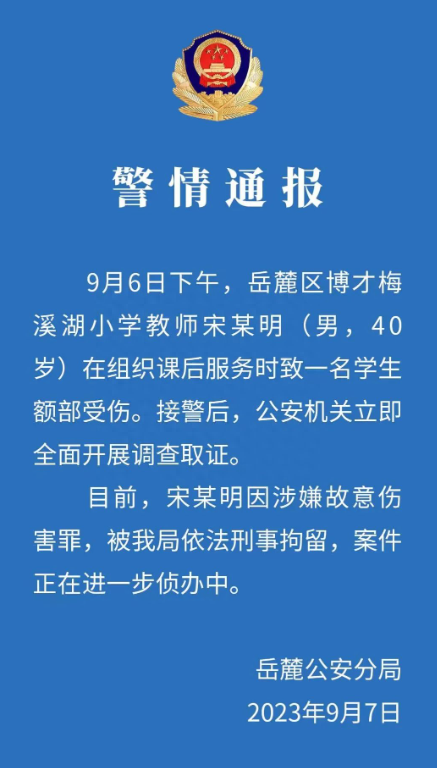 警情通报
9月6日下午，岳麓区博才梅
溪湖小学教师宋某明（男，40
岁）在组织课后服务时致一名学生
额部受伤。接警后，公安机关立即
全面开展调查取证。
目前，宋某明因涉嫌故意伤
害罪，被我局依法刑事拘留，案件
正在进一步侦办中。
岳麓公安分局
2023年9月7日